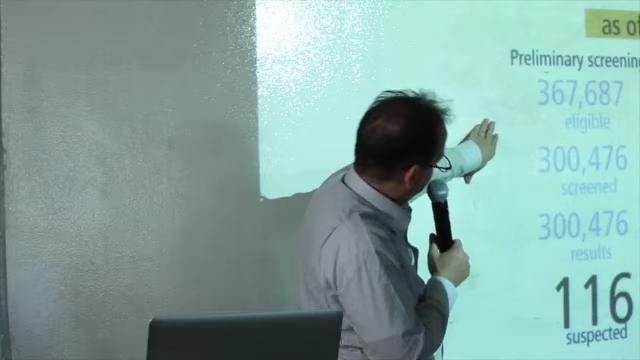 as of
Preliminary screening
367,687
eligible
300,476
screened
300,476
results
116
suspected